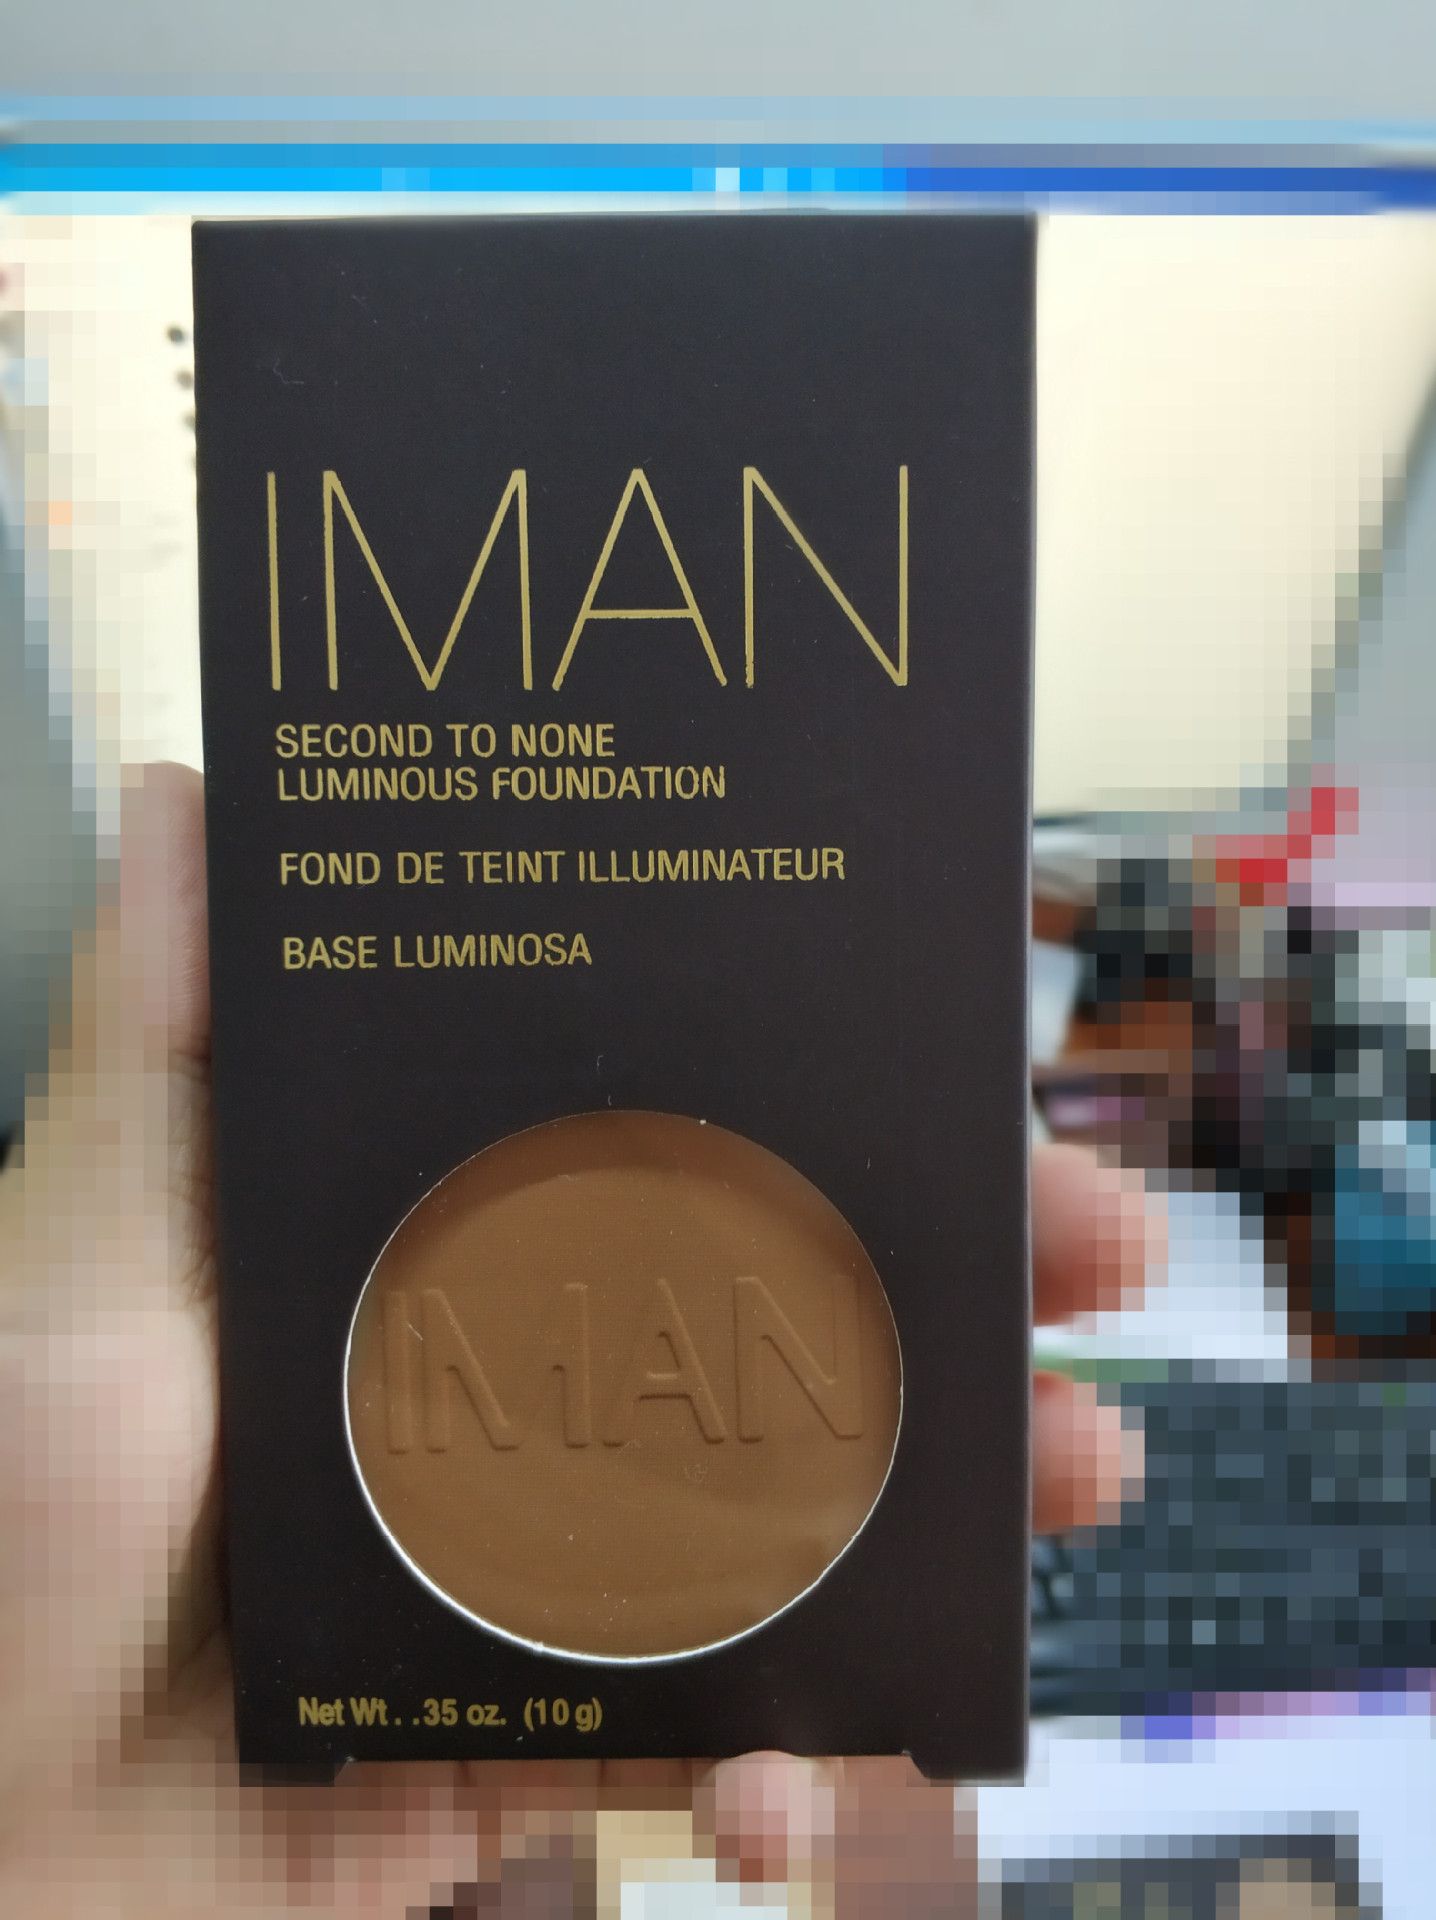 IMAN
SECOND TO NONE
LUMINOUS FOUNDATION
FOND DE TEINT ILLUMINATEUR
BASE LUMINOSA
IMAN
Net Wt. .35 oz. (10 g)